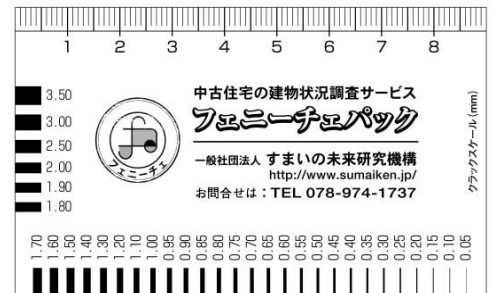 1 2 3 4 5 6 7 8
3.50
3.00
2.50
2.00
1.90
1.80
フェニーチェ
中古住宅の建物状況調査サービス
フェニーチェパック
一般社団法人 すまいの未来研究機構
http://www.sumaiken.jp/
お問合せは：TEL 078-974-1737
クラックスケール(mm)
1.70 1.60 1.50 1.40 1.30 1.20 1.10 1.00 0.95 0.90 0.85 0.80 0.75 0.70 0.65 0.60 0.55 0.50 0.45 0.40 0.35 0.30 0.25 0.20 0.15 0.10 0.05